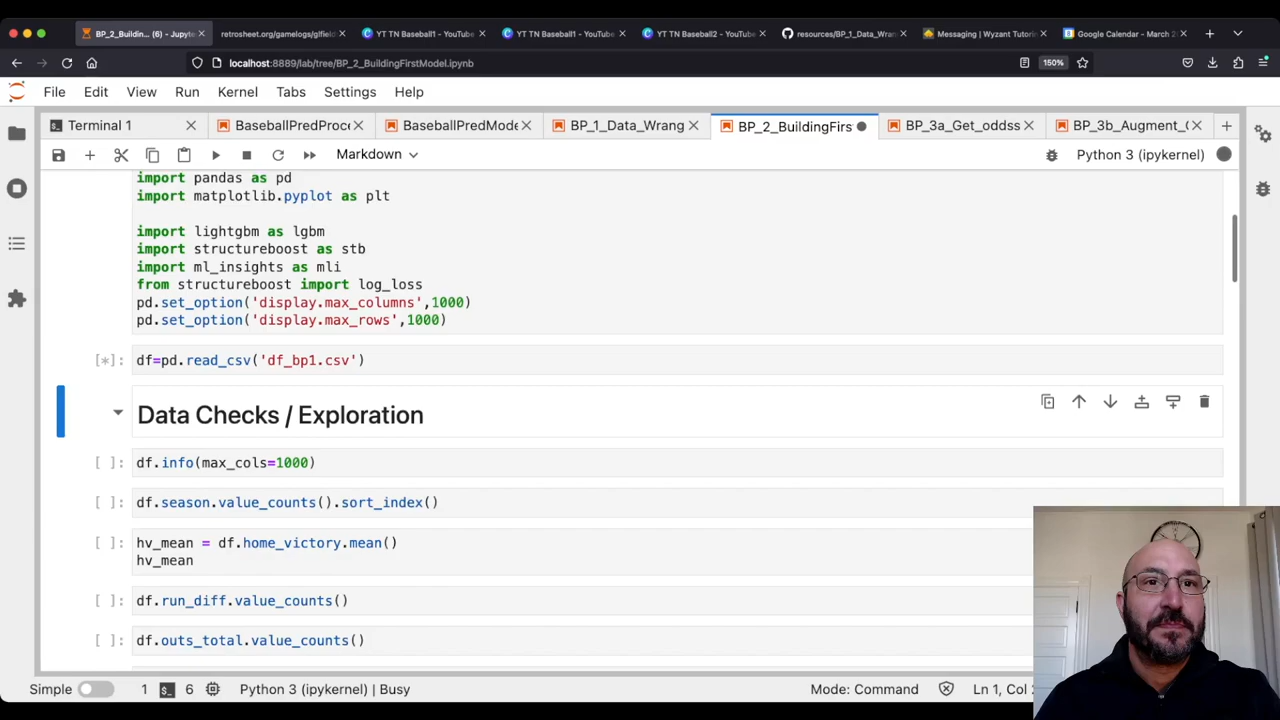 BP_2_Buildin... (6) - Jupyte
retrosheet.org/gamelogs/glfield
YT TN Baseball1 - YouTube
YT TN Baseball1 - YouTube
YT TN Baseball2 - YouTube
resources/BP_1_Data_Wra
Messaging | Wyzant Tutori
Google Calendar - March 2
localhost:8889/lab/tree/BP_2_BuildingFirstModel.ipynb
150%
File Edit View Run Kernel Tabs Settings Help
Terminal 1
BaseballPredProc
BaseballPredMode
BP_1_Data_Wrang
BP_2_BuildingFirs
BP_3a_Get_oddss
BP_3b_Augment_
Markdown
Python 3 (ipykernel)
import pandas as pd
import matplotlib.pyplot as plt
import lightgbm as lgbm
import structureboost as stb
import ml_insights as mli
from structureboost import log_loss
pd.set_option('display.max_columns',1000)
pd.set_option('display.max_rows',1000)
[*]: df=pd.read_csv('df_bp1.csv')
Data Checks / Exploration
[ ]: df.info(max_cols=1000)
[ ]: df.season.value_counts().sort_index()
[ ]: hv_mean = df.home_victory.mean()
hv_mean
[ ]: df.run_diff.value_counts()
[ ]: df.outs_total.value_counts()
Simple 1 6 Python 3 (ipykernel) | Busy
Mode: Command
Ln 1, Col